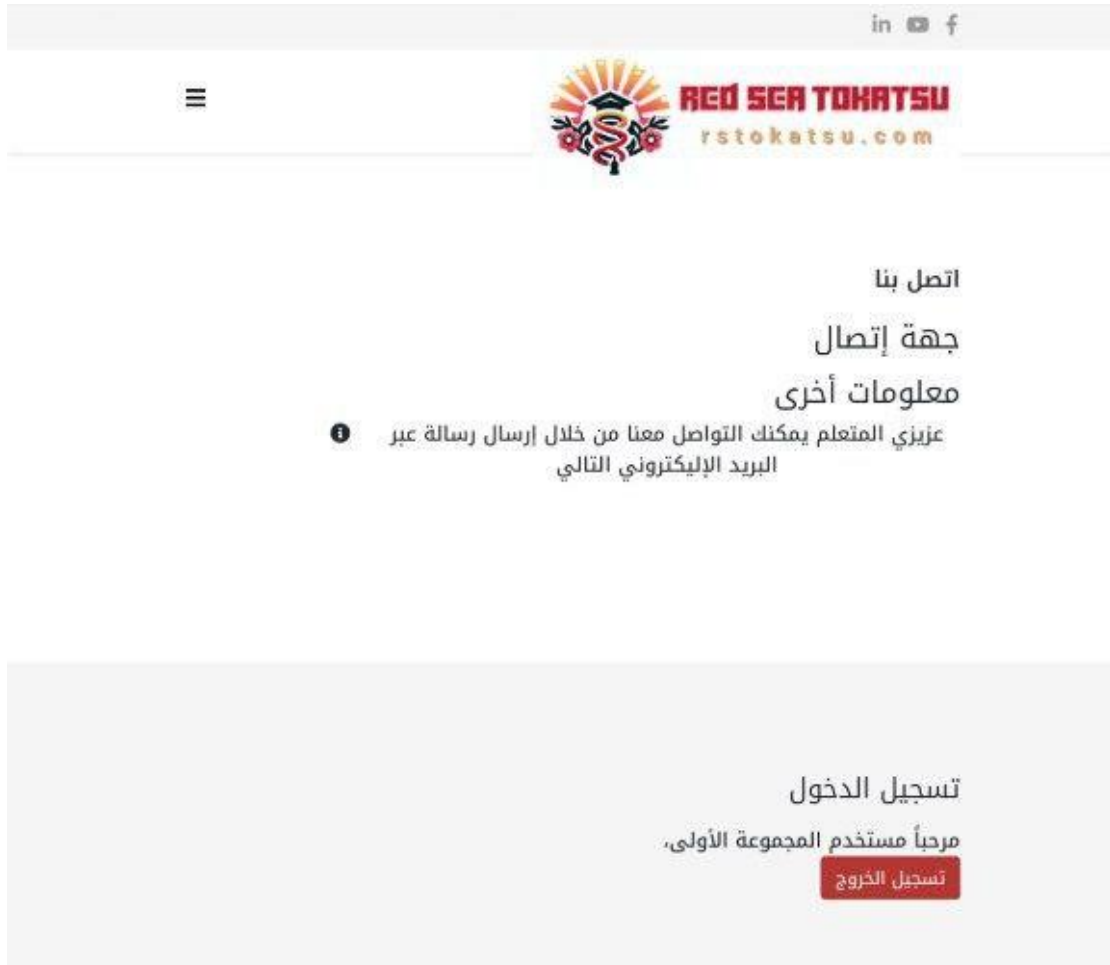 RED SEA TOKATSU
rstokatsu.com
اتصل بنا
جهة إتصال
معلومات أخرى
عزيزي المتعلم يمكنك التواصل معنا من خلال إرسال رسالة عبر
البريد الإليكتروني التالي
تسجيل الدخول
مرحباً مستخدم المجموعة الأولى،
تسجيل الخروج